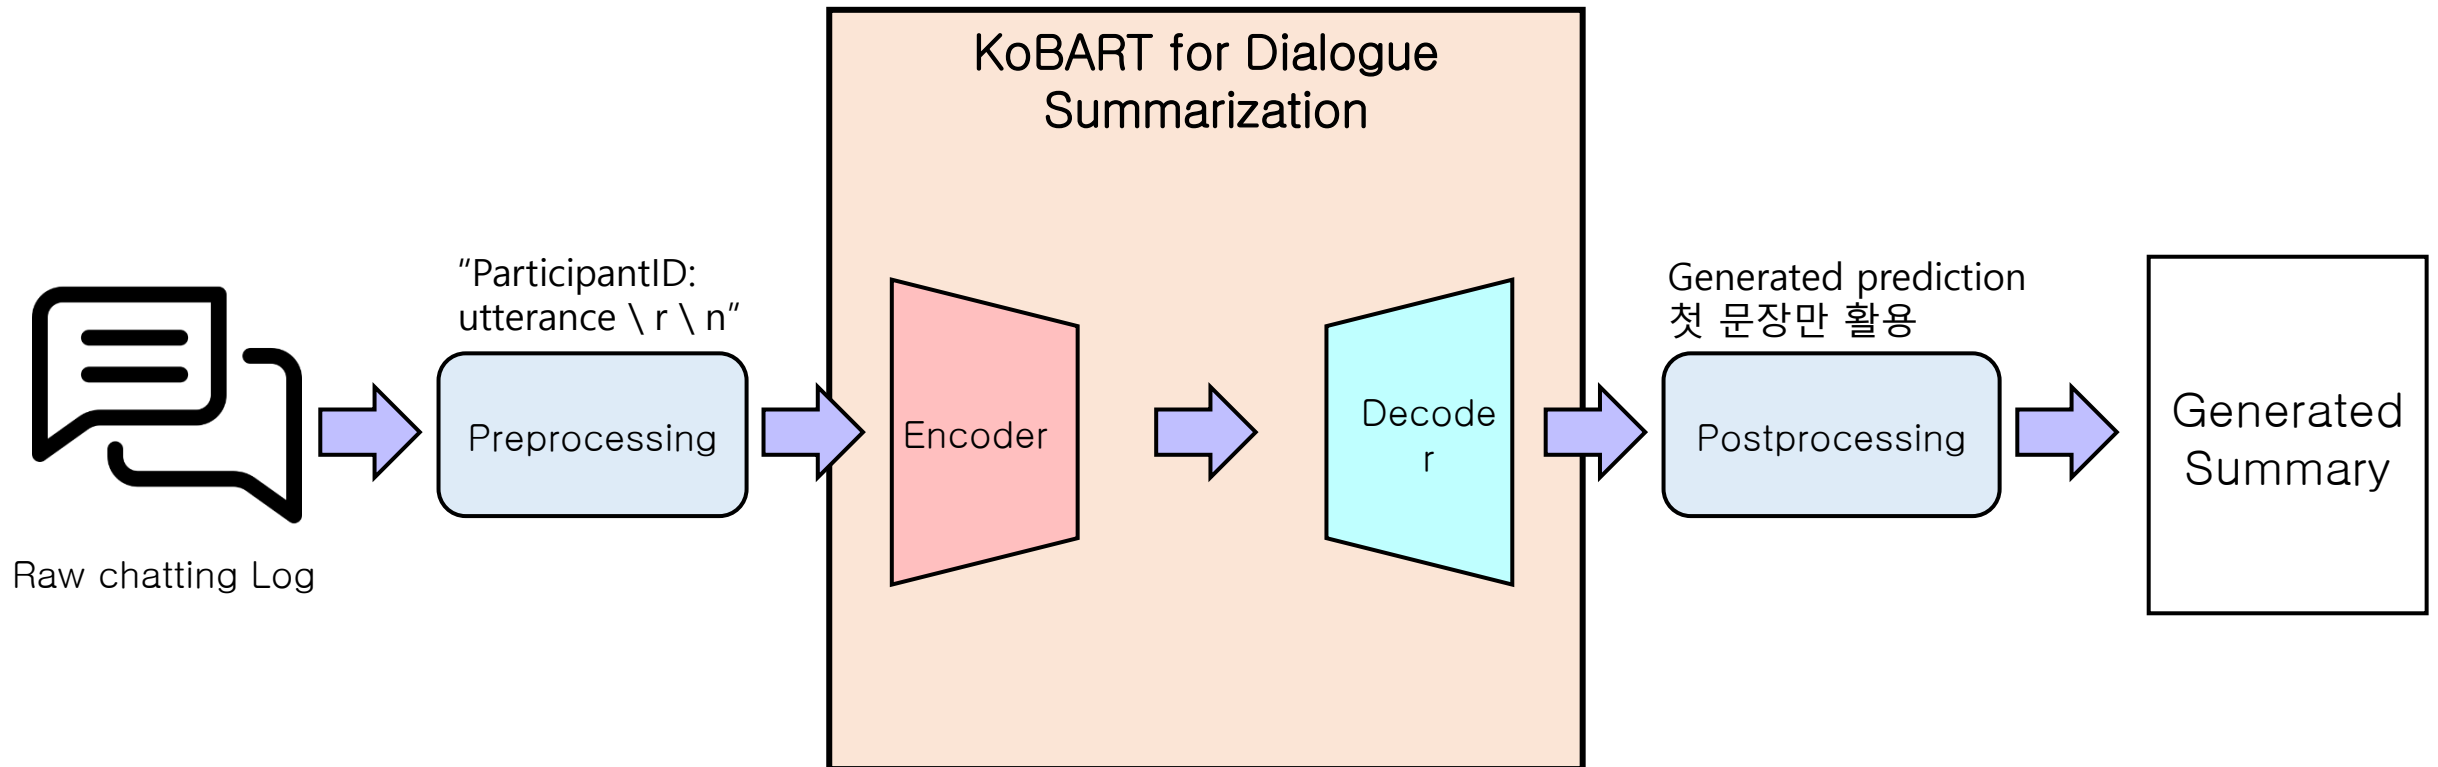 KoBART for Dialogue
Summarization
"ParticipantID:
utterance \ r \ n"
Generated prediction
첫 문장만 활용
Raw chatting Log
Preprocessing
Encoder
Decode
r
Postprocessing
Generated
Summary